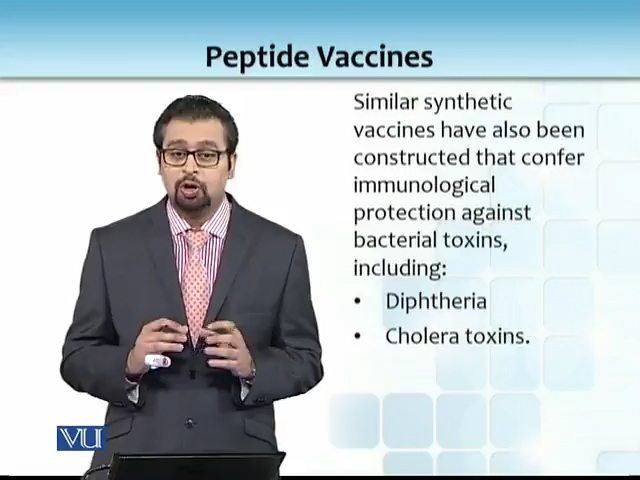 Peptide Vaccines
Similar synthetic
vaccines have also been
constructed that confer
immunological
protection against
bacterial toxins,
including:
• Diphtheria
• Cholera toxins.
VU